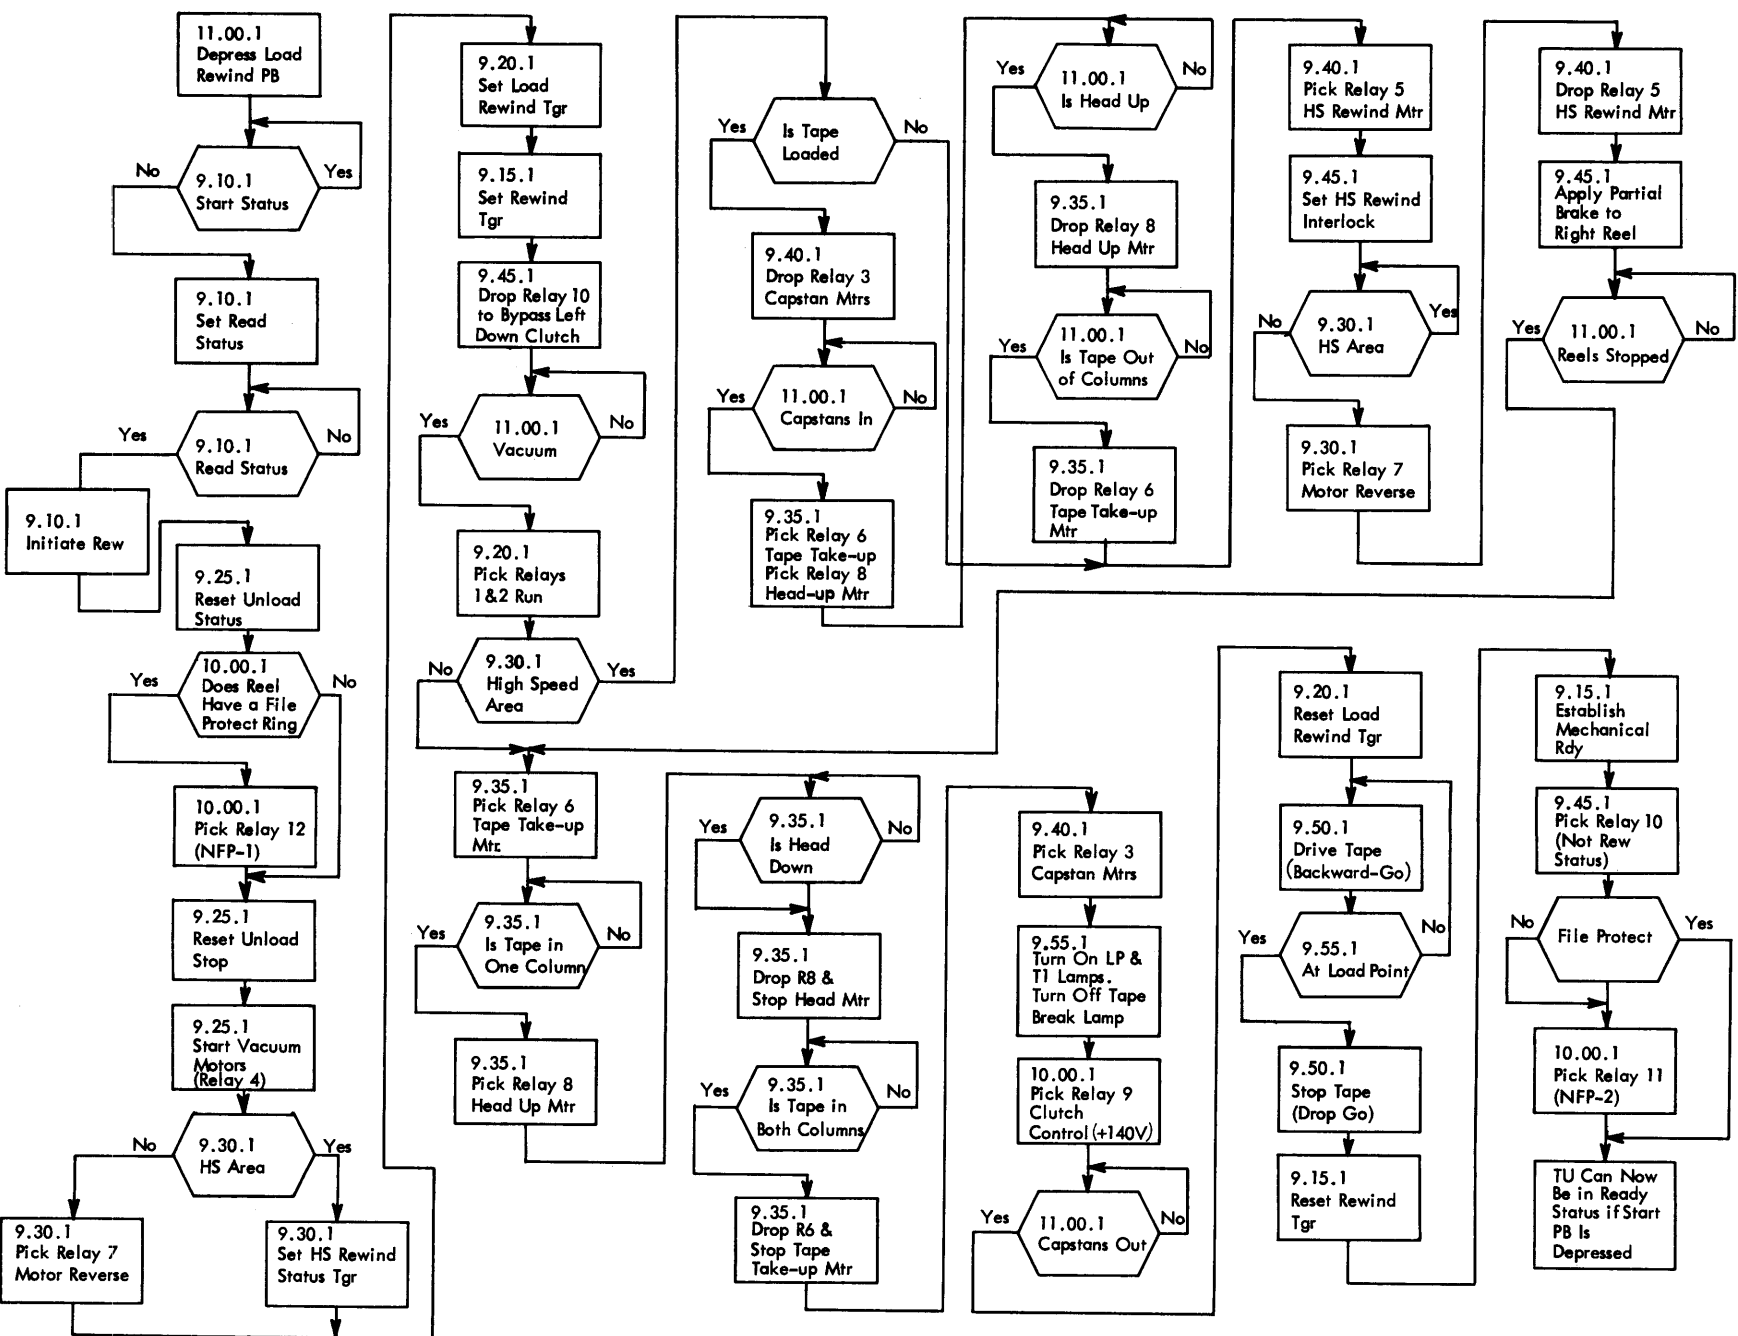 11.00.1
Depress Load
Rewind PB
9.10.1
Start Status
No
Yes
9.10.1
Set Read
Status
9.10.1
Read Status
Yes
No
9.10.1
Initiate Rew
9.25.1
Reset Unload
Status
10.00.1
Does Reel
Have a File
Protect Ring
Yes
No
10.00.1
Pick Relay 12
(NFP-1)
9.25.1
Reset Unload
Stop
9.25.1
Start Vacuum
Motors
(Relay 4)
9.30.1
HS Area
No
Yes
9.30.1
Pick Relay 7
Motor Reverse
9.30.1
Set HS Rewind
Status Tgr
9.20.1
Set Load
Rewind Tgr
9.15.1
Set Rewind
Tgr
9.45.1
Drop Relay 10
to Bypass Left
Down Clutch
11.00.1
Vacuum
Yes
No
9.20.1
Pick Relays
1&2 Run
9.30.1
High Speed
Area
No
Yes
Is Tape
Loaded
Yes
No
9.40.1
Drop Relay 3
Capstan Mtrs
11.00.1
Capstans In
Yes
No
9.35.1
Pick Relay 6
Tape Take-up
Pick Relay 8
Head-up Mtr
11.00.1
Is Head Up
Yes
No
9.35.1
Drop Relay 8
Head Up Mtr
11.00.1
Is Tape Out
of Columns
Yes
No
9.35.1
Drop Relay 6
Tape Take-up
Mtr
9.40.1
Pick Relay 5
HS Rewind Mtr
9.45.1
Set HS Rewind
Interlock
9.30.1
HS Area
No
Yes
9.30.1
Pick Relay 7
Motor Reverse
9.40.1
Drop Relay 5
HS Rewind Mtr
9.45.1
Apply Partial
Brake to
Right Reel
11.00.1
Reels Stopped
Yes
No
9.35.1
Pick Relay 6
Tape Take-up
Mtr.
9.35.1
Is Tape in
One Column
Yes
No
9.35.1
Pick Relay 8
Head Up Mtr
9.35.1
Is Head
Down
Yes
No
9.35.1
Drop R8 &
Stop Head Mtr
9.35.1
Is Tape in
Both Columns
Yes
No
9.35.1
Drop R6 &
Stop Tape
Take-up Mtr
9.40.1
Pick Relay 3
Capstan Mtrs
9.55.1
Turn On LP &
T1 Lamps.
Turn Off Tape
Break Lamp
10.00.1
Pick Relay 9
Clutch
Control (+140V)
11.00.1
Capstans Out
Yes
No
9.20.1
Reset Load
Rewind Tgr
9.50.1
Drive Tape
(Backward-Go)
9.55.1
At Load Point
Yes
No
9.50.1
Stop Tape
(Drop Go)
9.15.1
Reset Rewind
Tgr
9.15.1
Establish
Mechanical
Rdy
9.45.1
Pick Relay 10
(Not Rew
Status)
File Protect
No
Yes
10.00.1
Pick Relay 11
(NFP-2)
TU Can Now
Be in Ready
Status if Start
PB Is
Depressed